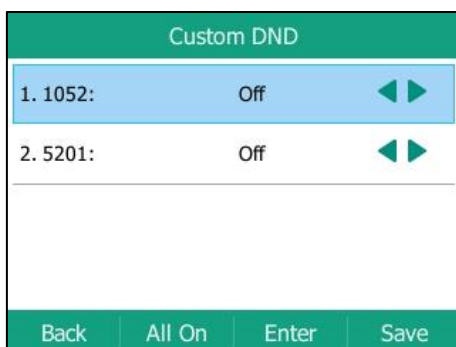 Custom DND
1. 1052: Off
2. 5201: Off
Back All On Enter Save